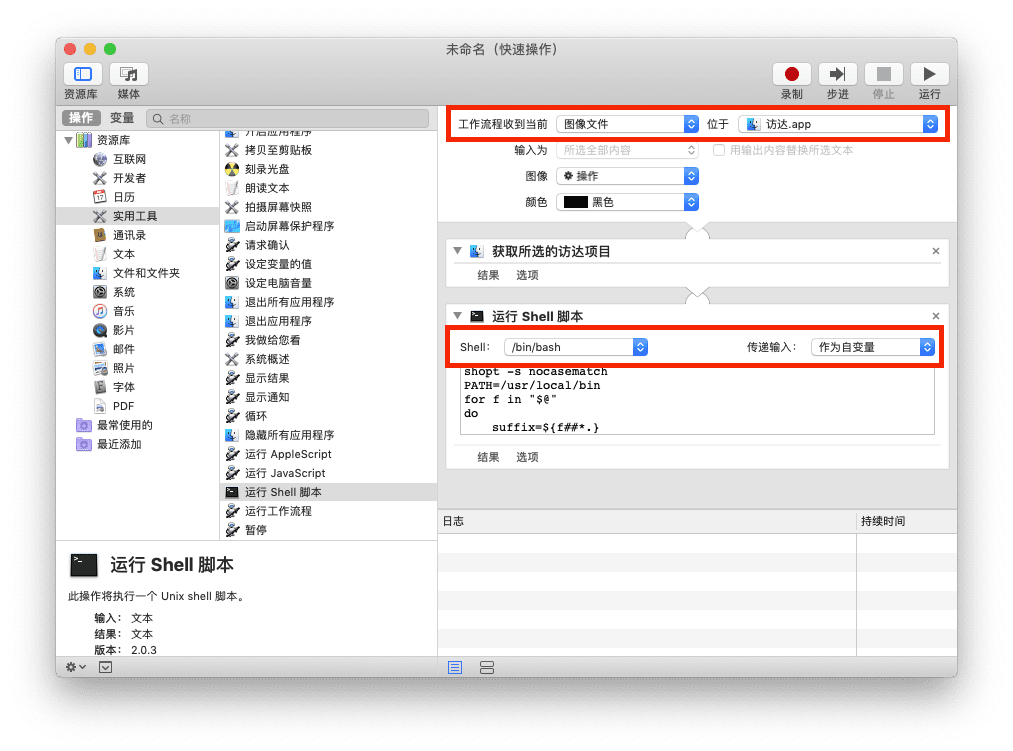 未命名（快速操作）
资源库 媒体 录制 步进 停止 运行
操作 变量 名称
资源库
互联网
开发者
日历
实用工具
通讯录
文本
文件和文件夹
系统
音乐
影片
邮件
照片
字体
PDF
最常使用的
最近添加
开启应用程序
拷贝至剪贴板
刻录光盘
朗读文本
拍摄屏幕快照
启动屏幕保护程序
请求确认
设定变量的值
设定电脑音量
退出所有应用程序
退出应用程序
我做给您看
系统概述
显示结果
显示通知
循环
隐藏所有应用程序
运行 AppleScript
运行 JavaScript
运行 Shell 脚本
运行工作流程
暂停
运行 Shell 脚本
此操作将执行一个 Unix shell 脚本。
输入： 文本
结果： 文本
版本： 2.0.3
工作流程收到当前 图像文件 位于 访达.app
输入为 所选全部内容 用输出内容替换所选文本
图像 操作
颜色 黑色
获取所选的访达项目
结果 选项
运行 Shell 脚本
Shell： /bin/bash 传递输入： 作为自变量
shopt -s nocasematch
PATH=/usr/local/bin
for f in "$@"
do
suffix=${f##*.}
结果 选项
日志 持续时间